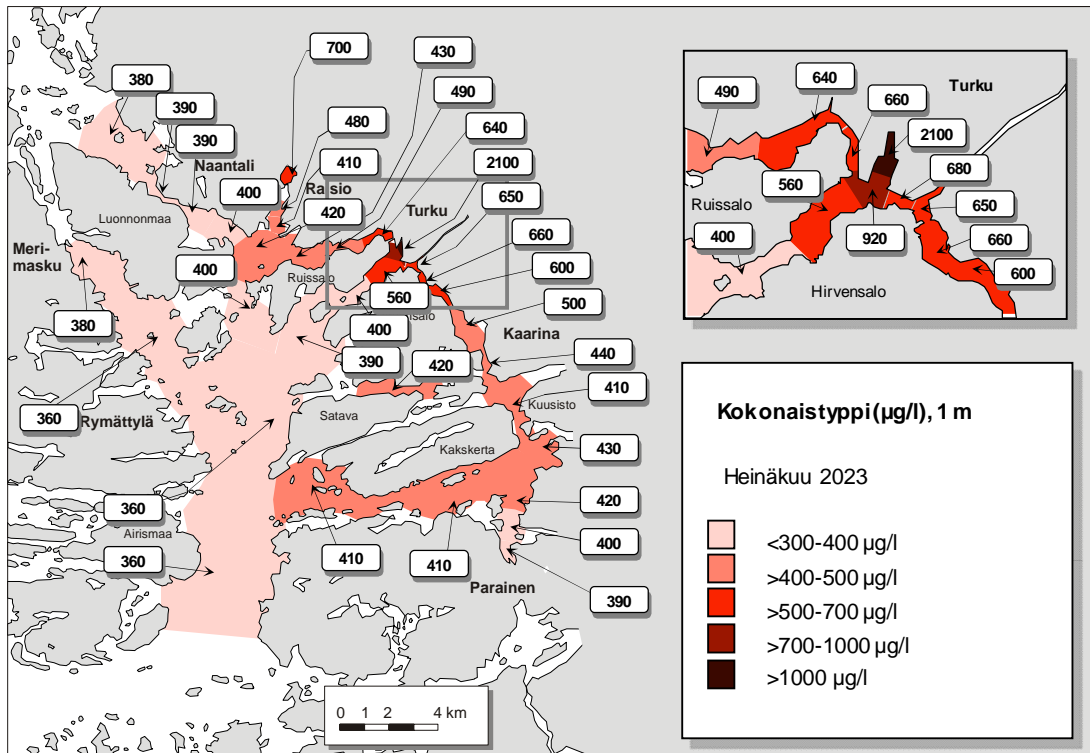 700
430
380
490
390
480
640
390
410
2100
Naantali
Raisio
400
420
Turku
650
Luonnonmaa
660
Meri-
masku
400
Ruissalo
600
560
salo
500
380
400
Kaarina
390
420
440
360
Rymättylä
Satava
Kuusisto
410
Kakskerta
430
360
420
Airismaa
360
410
410
400
Parainen
390
0 1 2 4 km
640
Turku
490
660
2100
560
680
Ruissalo
650
400
920
660
600
Hirvensalo
Kokonaistyppi (µg/l), 1 m
Heinäkuu 2023
<300-400 µg/l
>400-500 µg/l
>500-700 µg/l
>700-1000 µg/l
>1000 µg/l